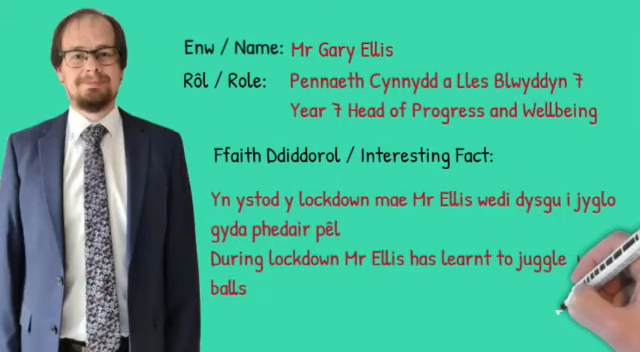 Enw / Name: Mr Gary Ellis
Rôl / Role: Pennaeth Cynnydd a Lles Blwyddyn 7
Year 7 Head of Progress and Wellbeing
Ffaith Ddiddorol / Interesting Fact:
Yn ystod y lockdown mae Mr Ellis wedi dysgu i jyglo
gyda phedair pêl
During lockdown Mr Ellis has learnt to juggle
balls